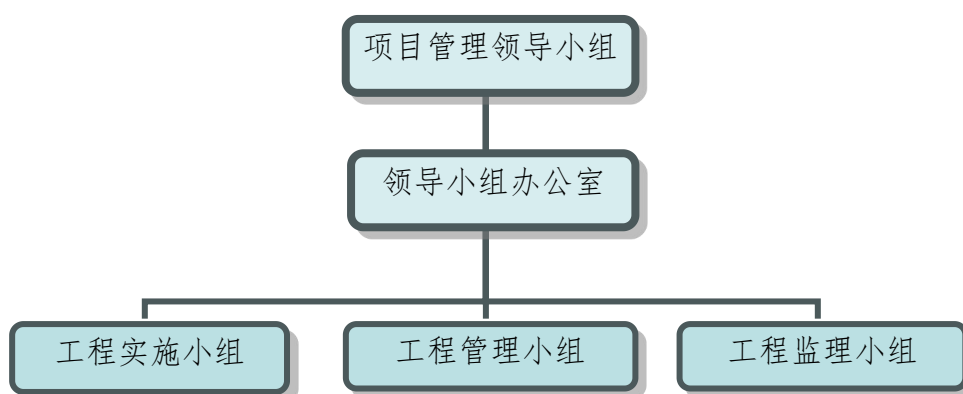 项目管理领导小组
领导小组办公室
工程实施小组
工程管理小组
工程监理小组